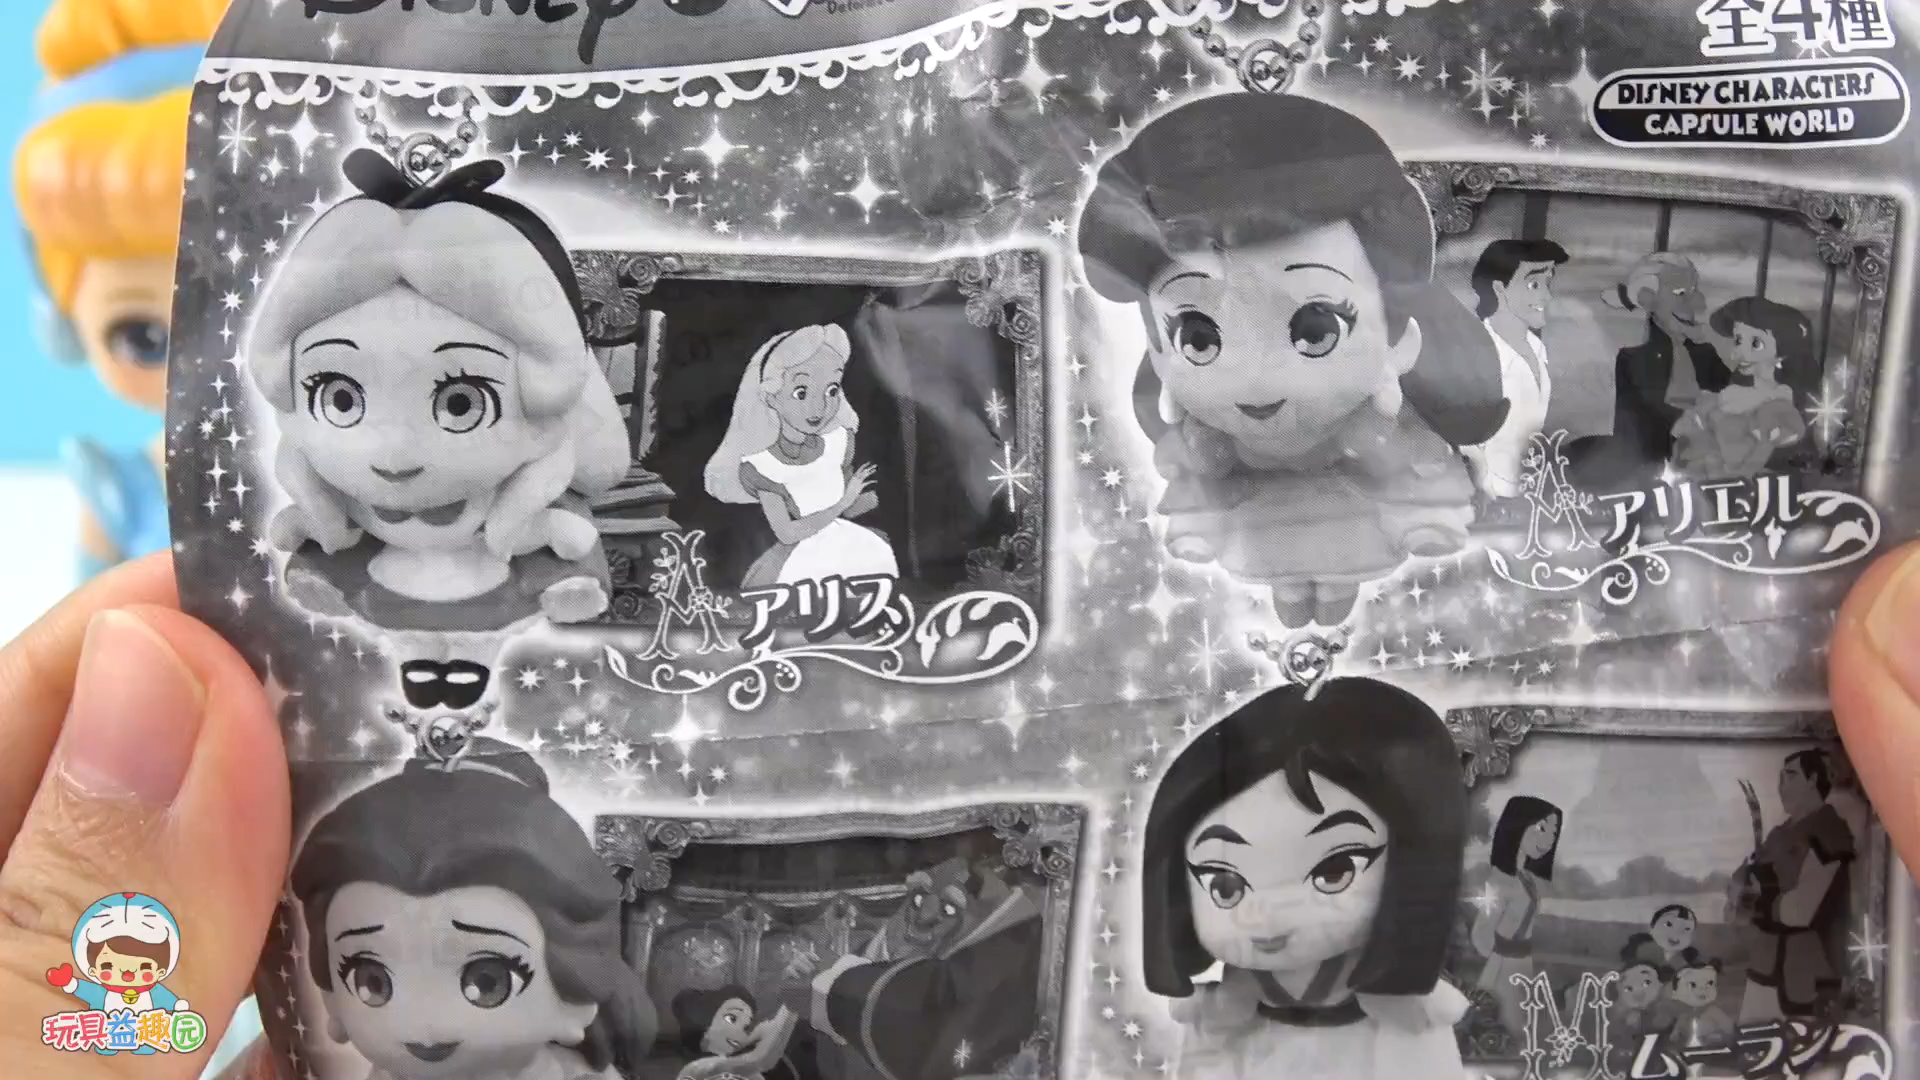 DISNEY
全4種
DISNEY CHARACTERS
CAPSULE WORLD
A アリス
A アリエル
M ムーラン
玩具益趣园